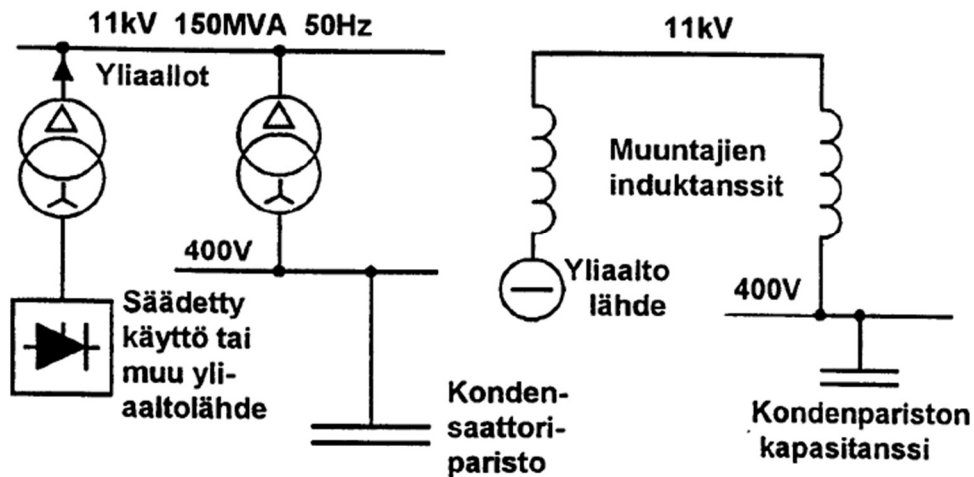 11kV 150MVA 50Hz
Yliaallot
400V
Säädetty
käyttö tai
muu yli-
aaltolähde
Konden-
saattori-
paristo
11kV
Muuntajien
induktanssit
Yliaalto
lähde
400V
Kondenpariston
kapasitanssi